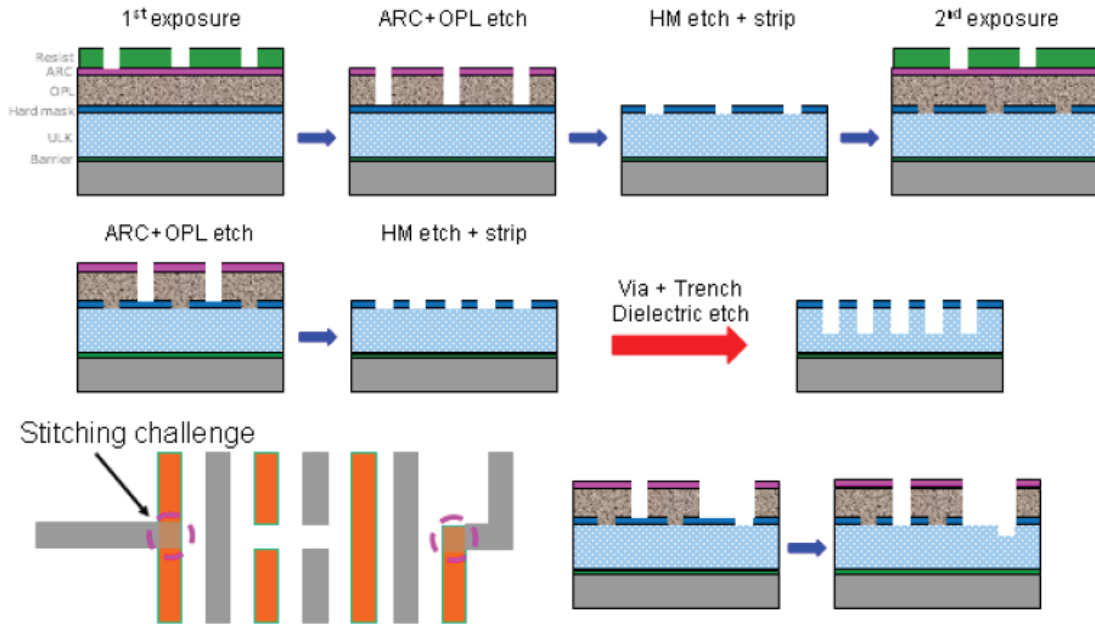 1st exposure
ARC+OPL etch
HM etch + strip
2nd exposure
Resist
ARC
OPL
Hard mask
ULK
Barrier
ARC+OPL etch
HM etch + strip
Via + Trench
Dielectric etch
Stitching challenge